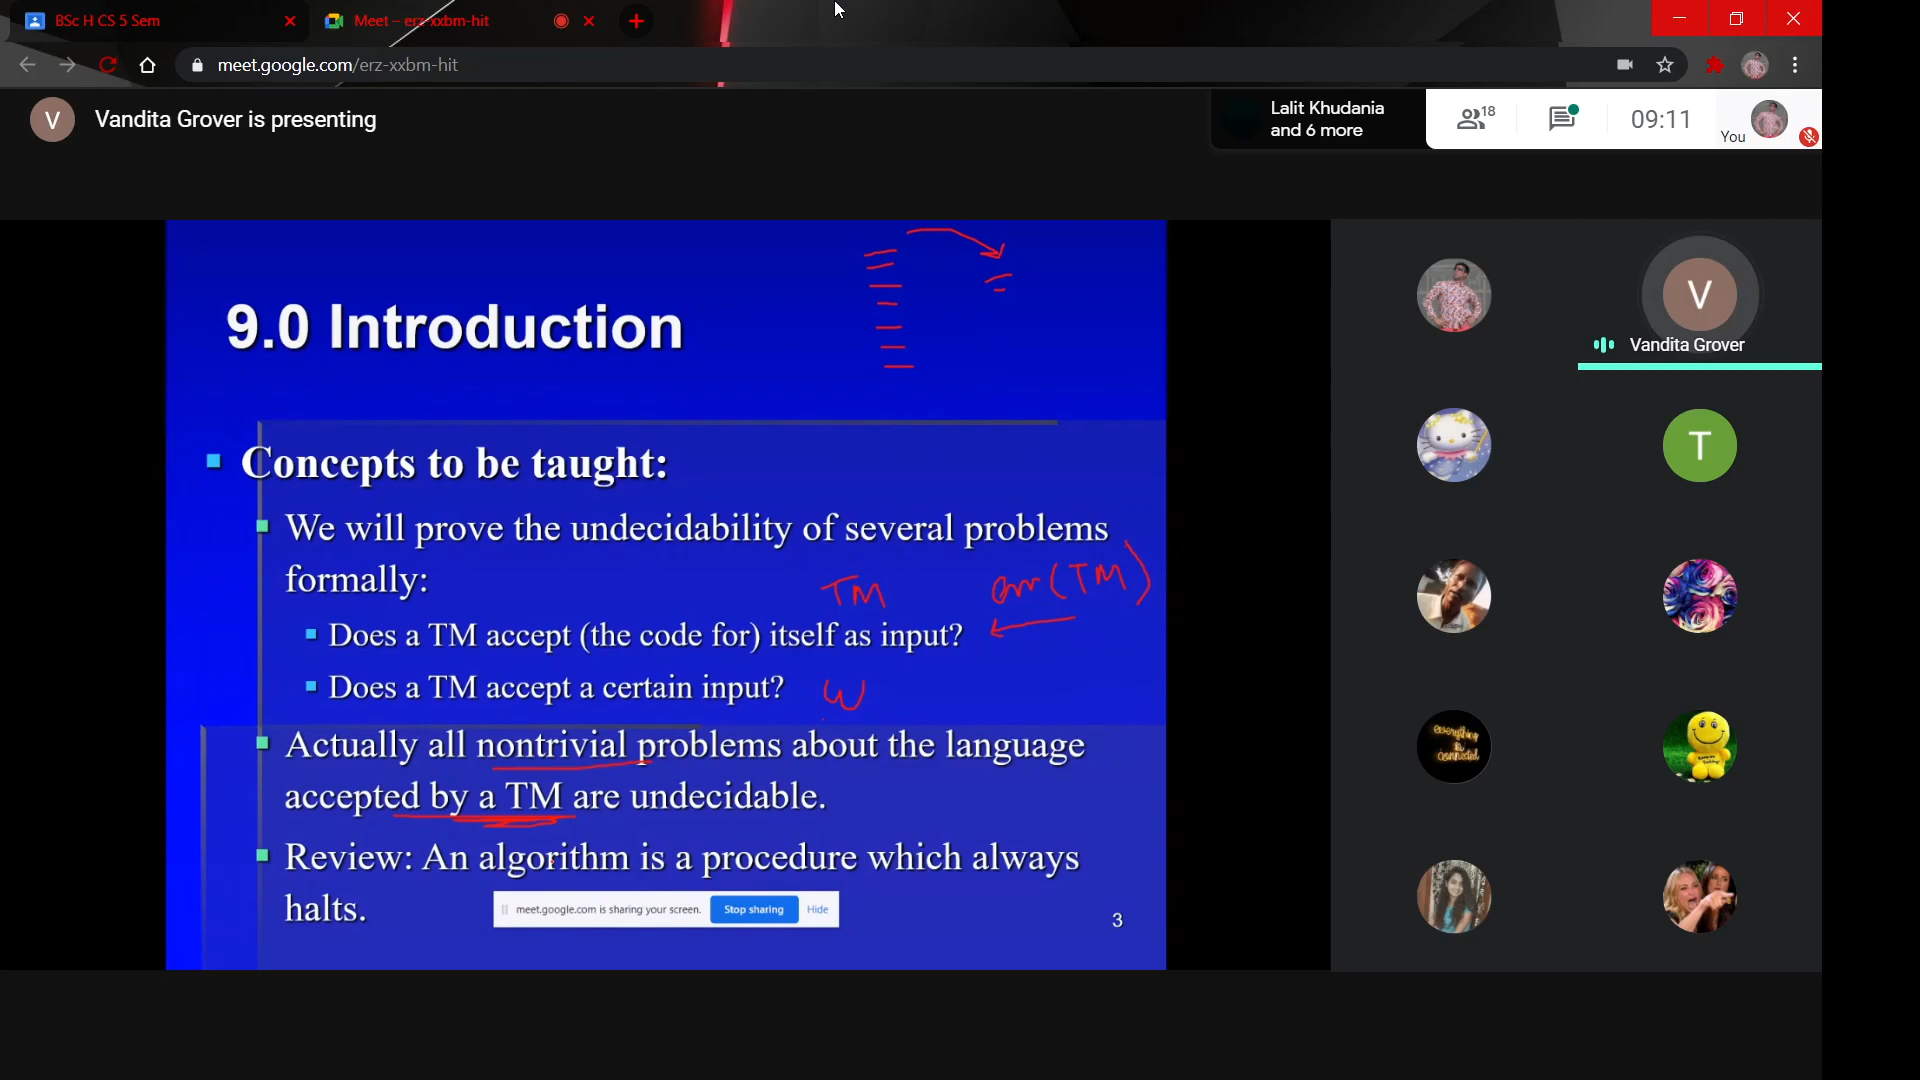 BSc H CS 5 Sem
Meet – erz-xxbm-hit
meet.google.com/erz-xxbm-hit
V
Vandita Grover is presenting
Lalit Khudania
and 6 more
18
09:11
You
9.0 Introduction
Concepts to be taught:
We will prove the undecidability of several problems
formally:
TM
(TM)
Does a TM accept (the code for) itself as input?
Does a TM accept a certain input?
W
Actually all nontrivial problems about the language
accepted by a TM are undecidable.
Review: An algorithm is a procedure which always
halts.
meet.google.com is sharing your screen.
Stop sharing
Hide
3
V
Vandita Grover
T
everything
is
connected